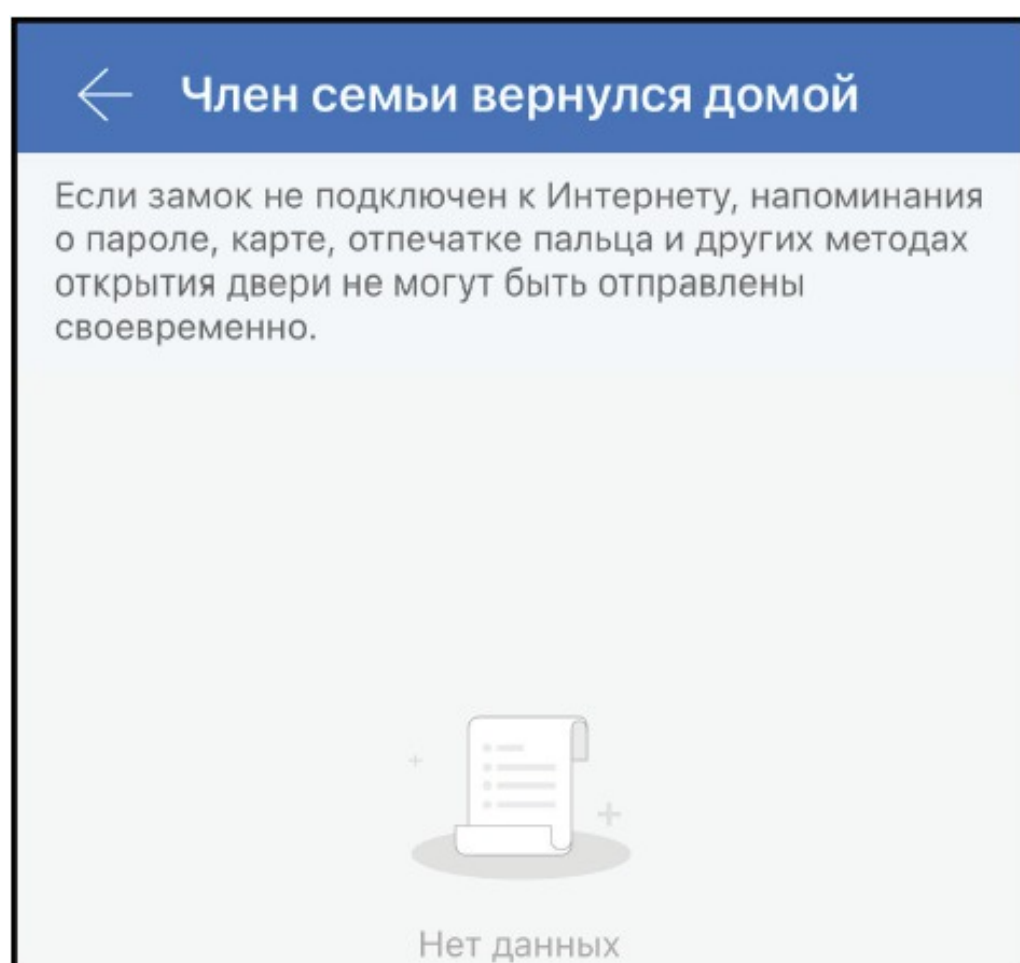 Член семьи вернулся домой
Если замок не подключен к Интернету, напоминания
о пароле, карте, отпечатке пальца и других методах
открытия двери не могут быть отправлены
своевременно.
Нет данных